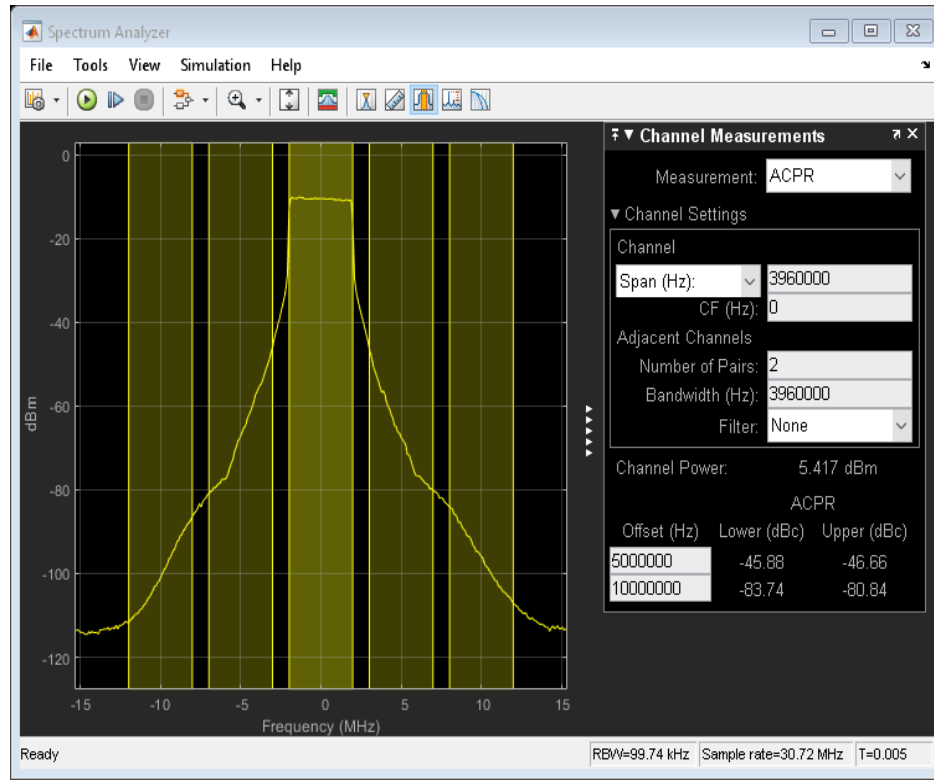 Spectrum Analyzer
File Tools View Simulation Help
Channel Measurements
Measurement: ACPR
Channel Settings
Channel
Span (Hz): 3960000
CF (Hz): 0
Adjacent Channels
Number of Pairs: 2
Bandwidth (Hz): 3960000
Filter: None
Channel Power: 5.417 dBm
ACPR
Offset (Hz) Lower (dBc) Upper (dBc)
5000000 -45.88 -46.66
10000000 -83.74 -80.84
0
-20
-40
-60
-80
-100
-120
dBm
-15 -10 -5 0 5 10 15
Frequency (MHz)
Ready RBW=99.74 kHz Sample rate=30.72 MHz T=0.005